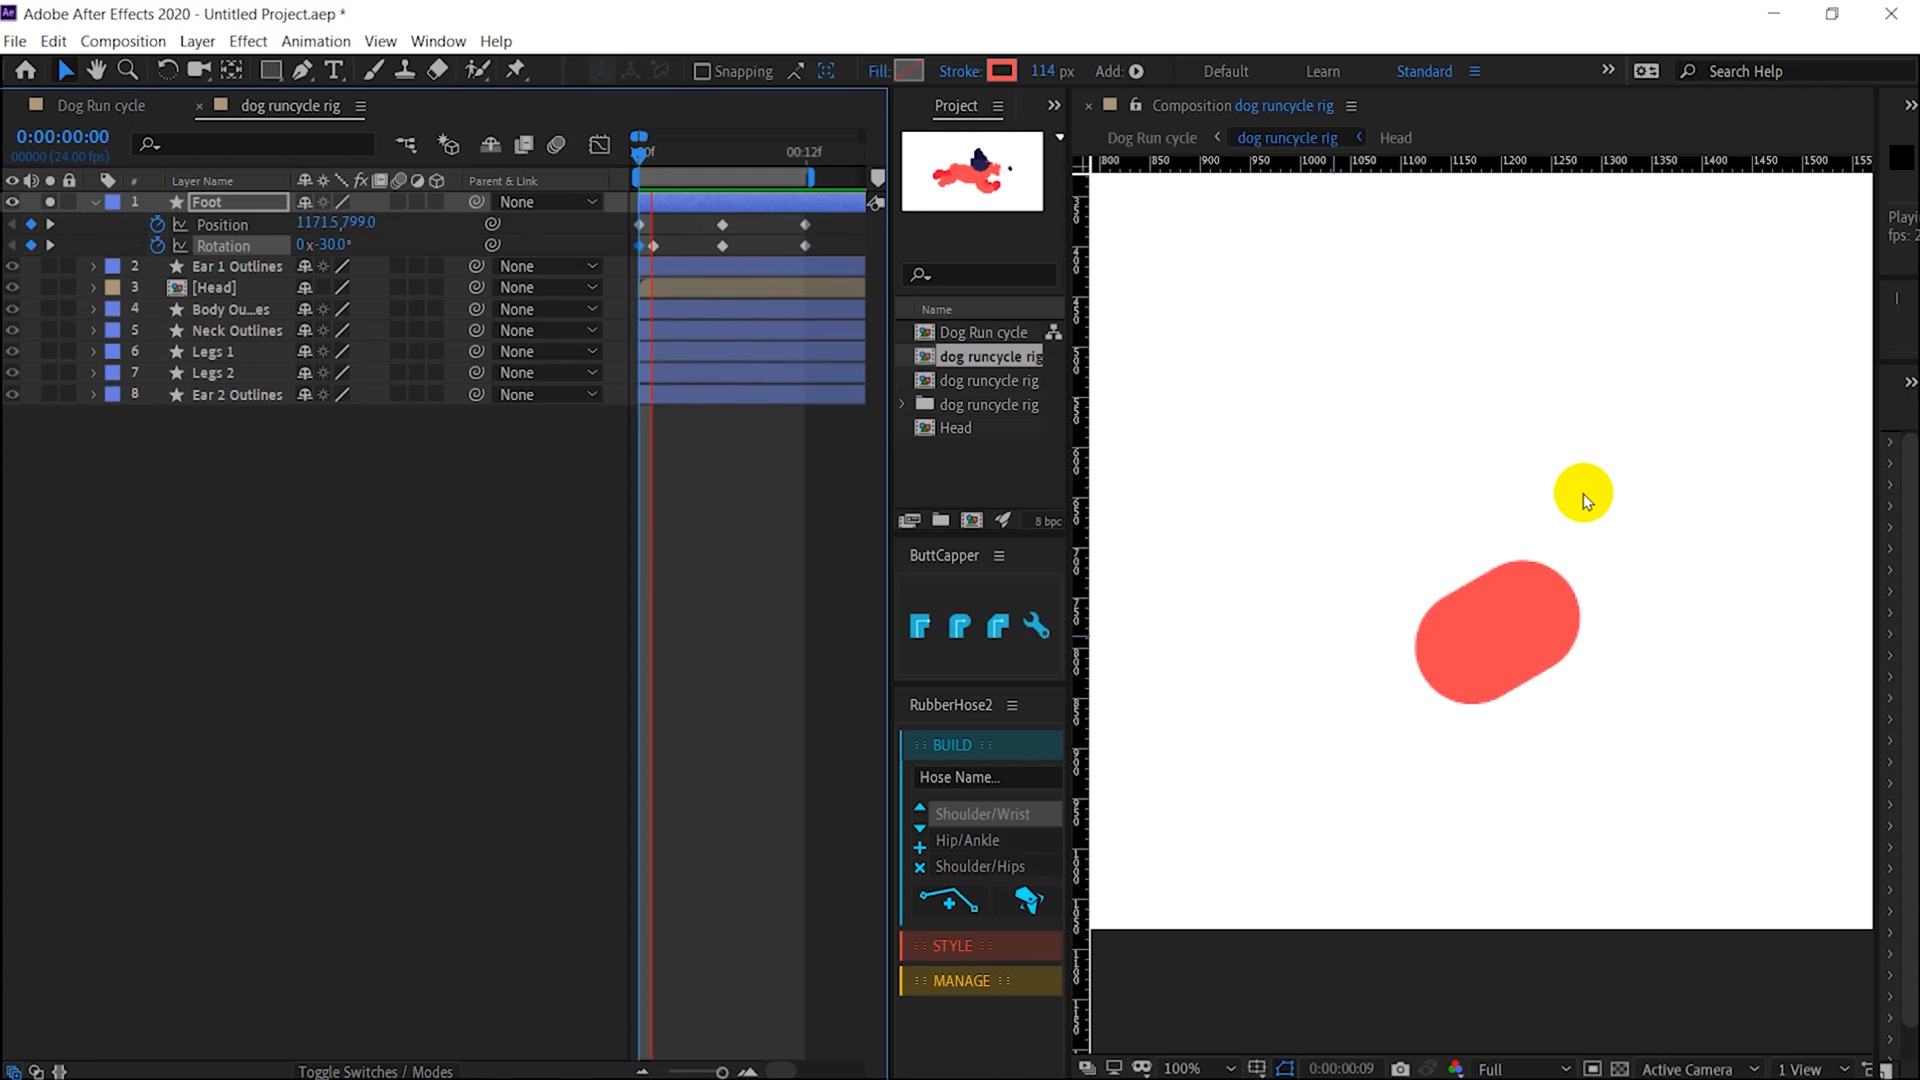 Ae Adobe After Effects 2020 - Untitled Project.aep *
File Edit Composition Layer Effect Animation View Window Help
Snapping Fill: Stroke: 114 px Add: Default Learn Standard Search Help
Dog Run cycle dog runcycle rig
Project
Composition dog runcycle rig
0:00:00:00
00000 (24.00 fps)
00:12f
Dog Run cycle dog runcycle rig Head
# Layer Name fx Parent & Link
1 Foot None
Position 1171.5,799.0
Rotation 0x-30.0°
2 Ear 1 Outlines None
3 [Head] None
4 Body Ou...es None
5 Neck Outlines None
6 Legs 1 None
7 Legs 2 None
8 Ear 2 Outlines None
Name
Dog Run cycle
dog runcycle rig
dog runcycle rig
dog runcycle rig
Head
8 bpc
ButtCapper
RubberHose2
BUILD
Hose Name...
Shoulder/Wrist
Hip/Ankle
Shoulder/Hips
STYLE
MANAGE
800 850 900 950 1000 1050 1100 1150 1200 1250 1300 1350 1400 1450 1500 155
Playi
fps: 2
Toggle Switches / Modes
100% 0:00:00:09 Full Active Camera 1 View